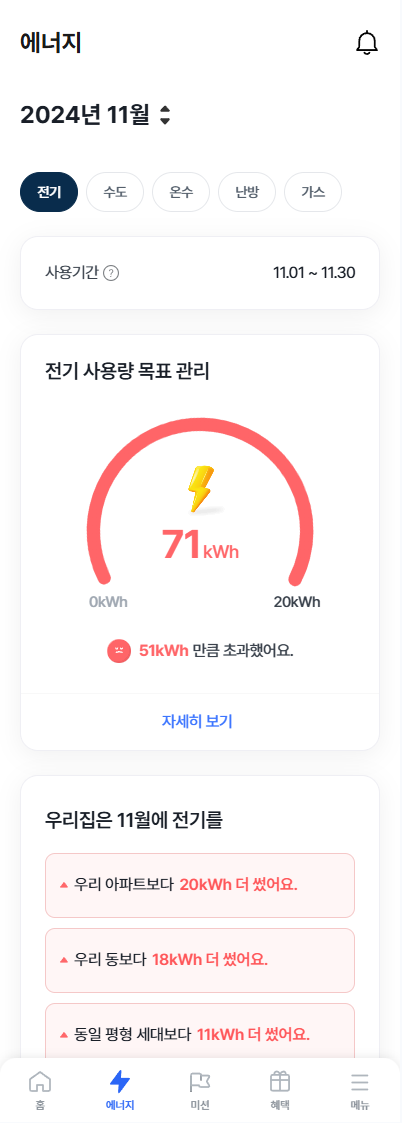 에너지
2024년 11월
전기 수도 온수 난방 가스
사용기간 ? 11.01 ~ 11.30
전기 사용량 목표 관리
71kWh
0kWh 20kWh
51kWh 만큼 초과했어요.
자세히 보기
우리집은 11월에 전기를
우리 아파트보다 20kWh 더 썼어요.
우리 동보다 18kWh 더 썼어요.
동일 평형 세대보다 11kWh 더 썼어요.
홈 에너지 미션 혜택 메뉴